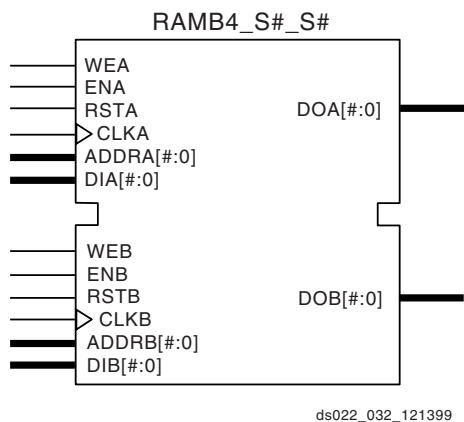 RAMB4_S#_S#
WEA
ENA
RSTA
CLKA
ADDRA[#:0]
DIA[#:0]
DOA[#:0]
WEB
ENB
RSTB
CLKB
ADDRB[#:0]
DIB[#:0]
DOB[#:0]
ds022_032_121399